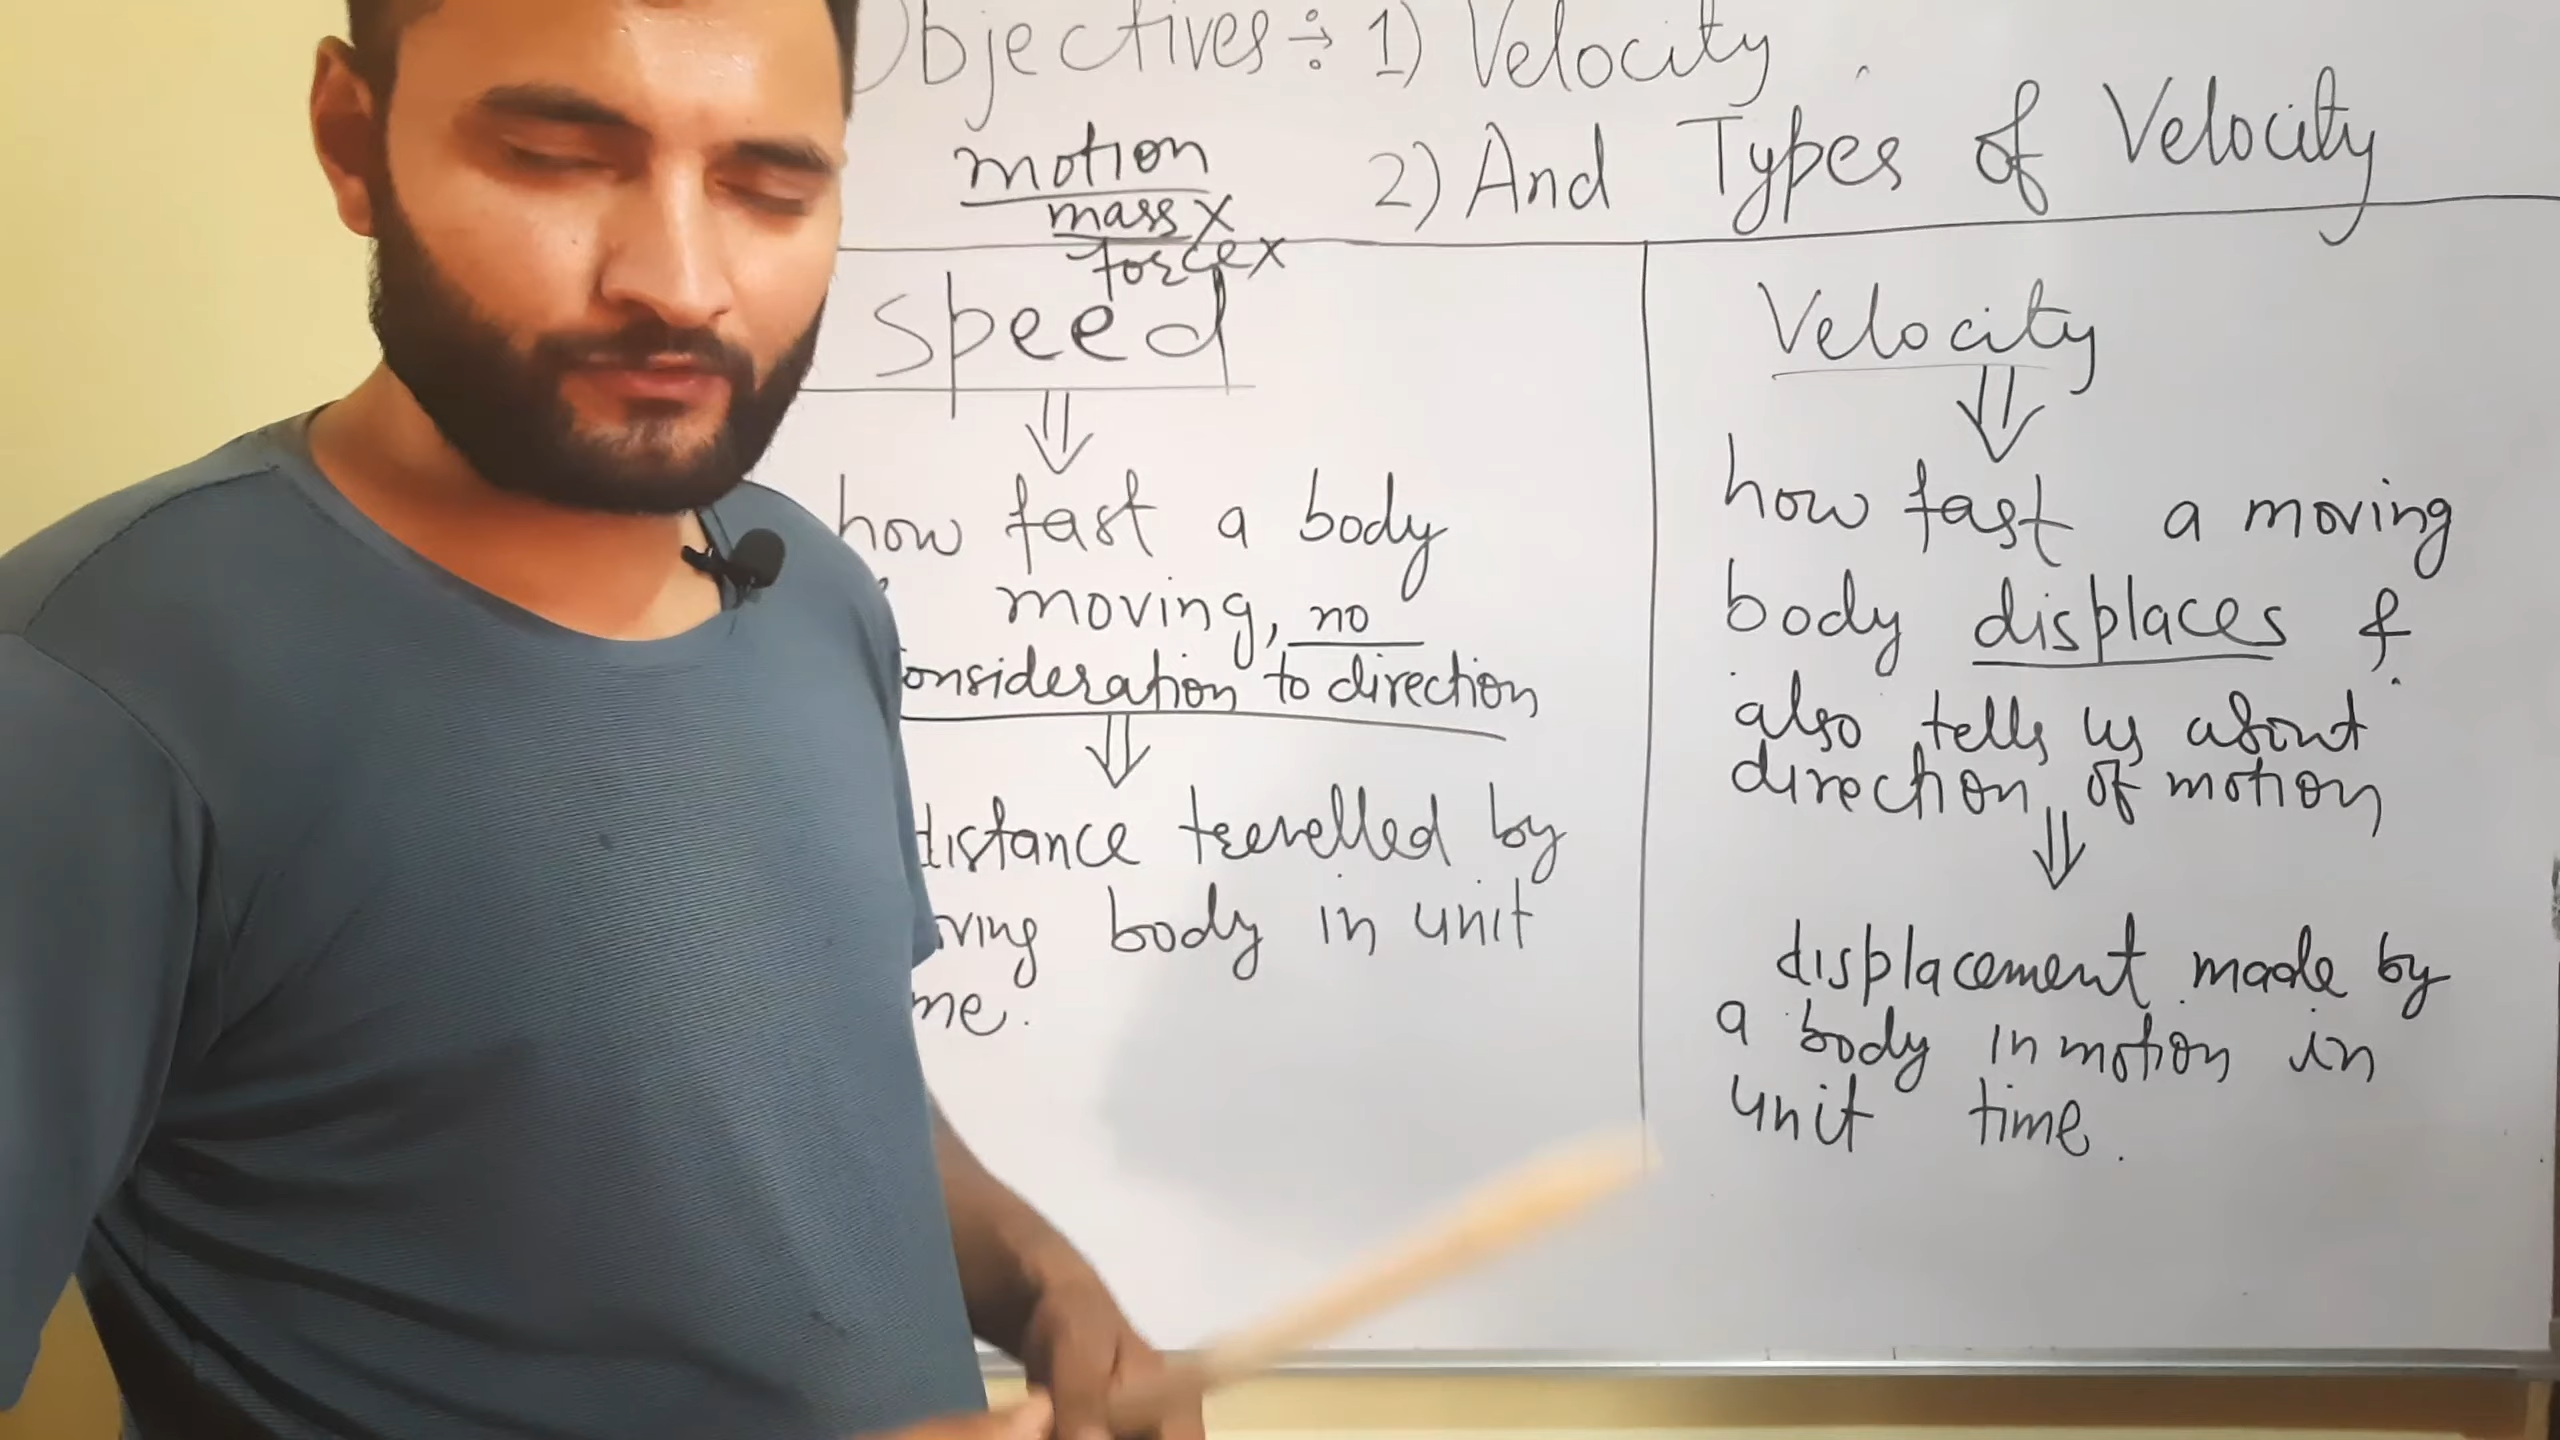 Objectives ÷ 1) Velocity
2) And Types of Velocity
motion
mass x
force x
Speed
⇓
how fast a body
moving, no
onsideration to direction
⇓
distance travelled by
ving body in unit
me.
Velocity
⇓
how fast a moving
body displaces &
also tells us about
direction of motion
⇓
displacement made by
a body in motion in
unit time.